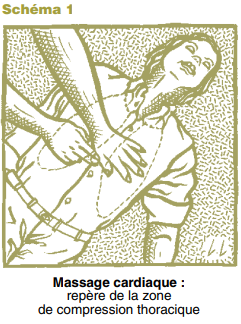 Schéma 1
Massage cardiaque :
repère de la zone
de compression thoracique